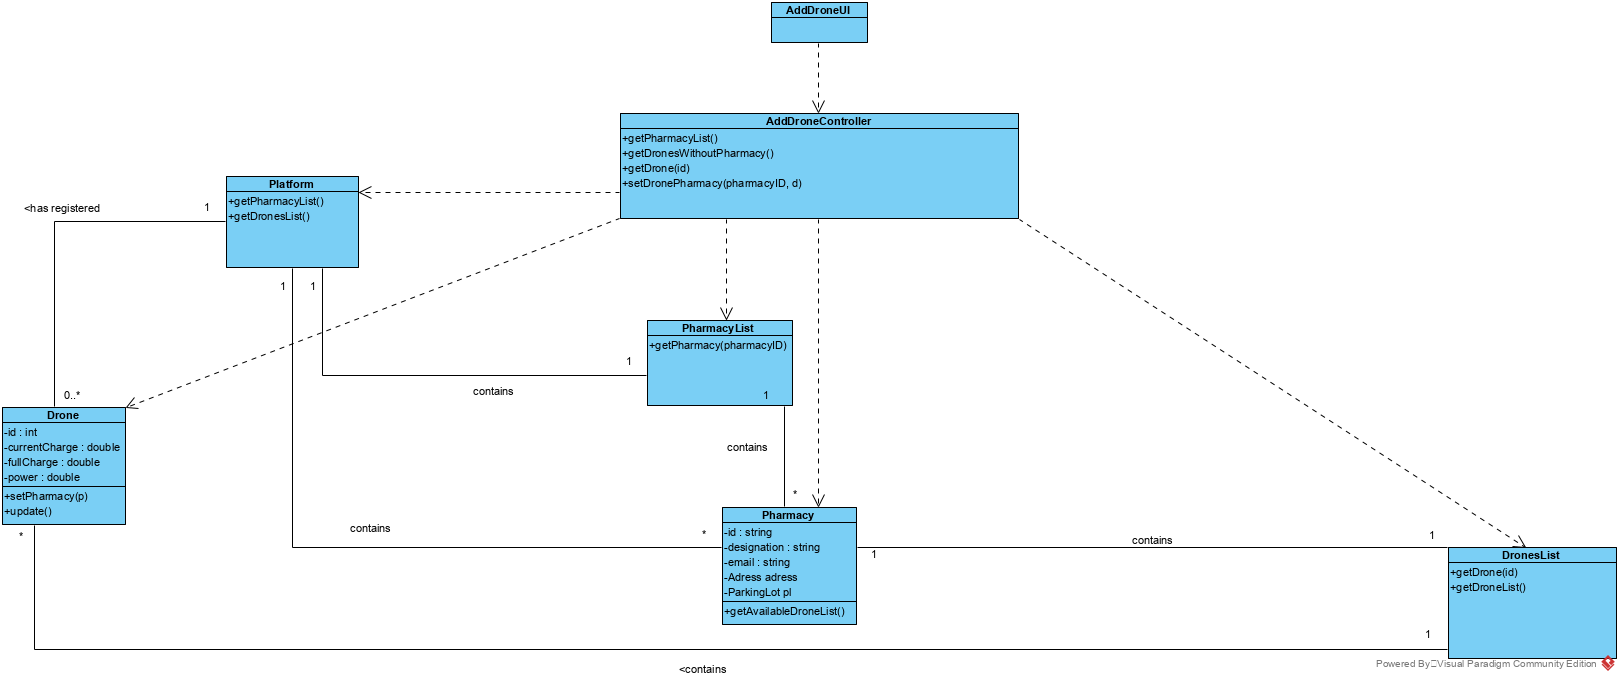 AddDroneUI
AddDroneController
+getPharmacyList()
+getDronesWithoutPharmacy()
+getDrone(id)
+setDronePharmacy(pharmacyID, d)
Platform
+getPharmacyList()
+getDronesList()
<has registered
1
1
1
PharmacyList
+getPharmacy(pharmacyID)
1
1
contains
0..*
Drone
-id : int
-currentCharge : double
-fullCharge : double
-power : double
+setPharmacy(p)
+update()
*
contains
*
contains
*
Pharmacy
-id : string
-designation : string
-email : string
-Adress adress
-ParkingLot pl
+getAvailableDroneList()
1
contains
1
DronesList
+getDrone(id)
+getDroneList()
1
<contains
Powered By Visual Paradigm Community Edition